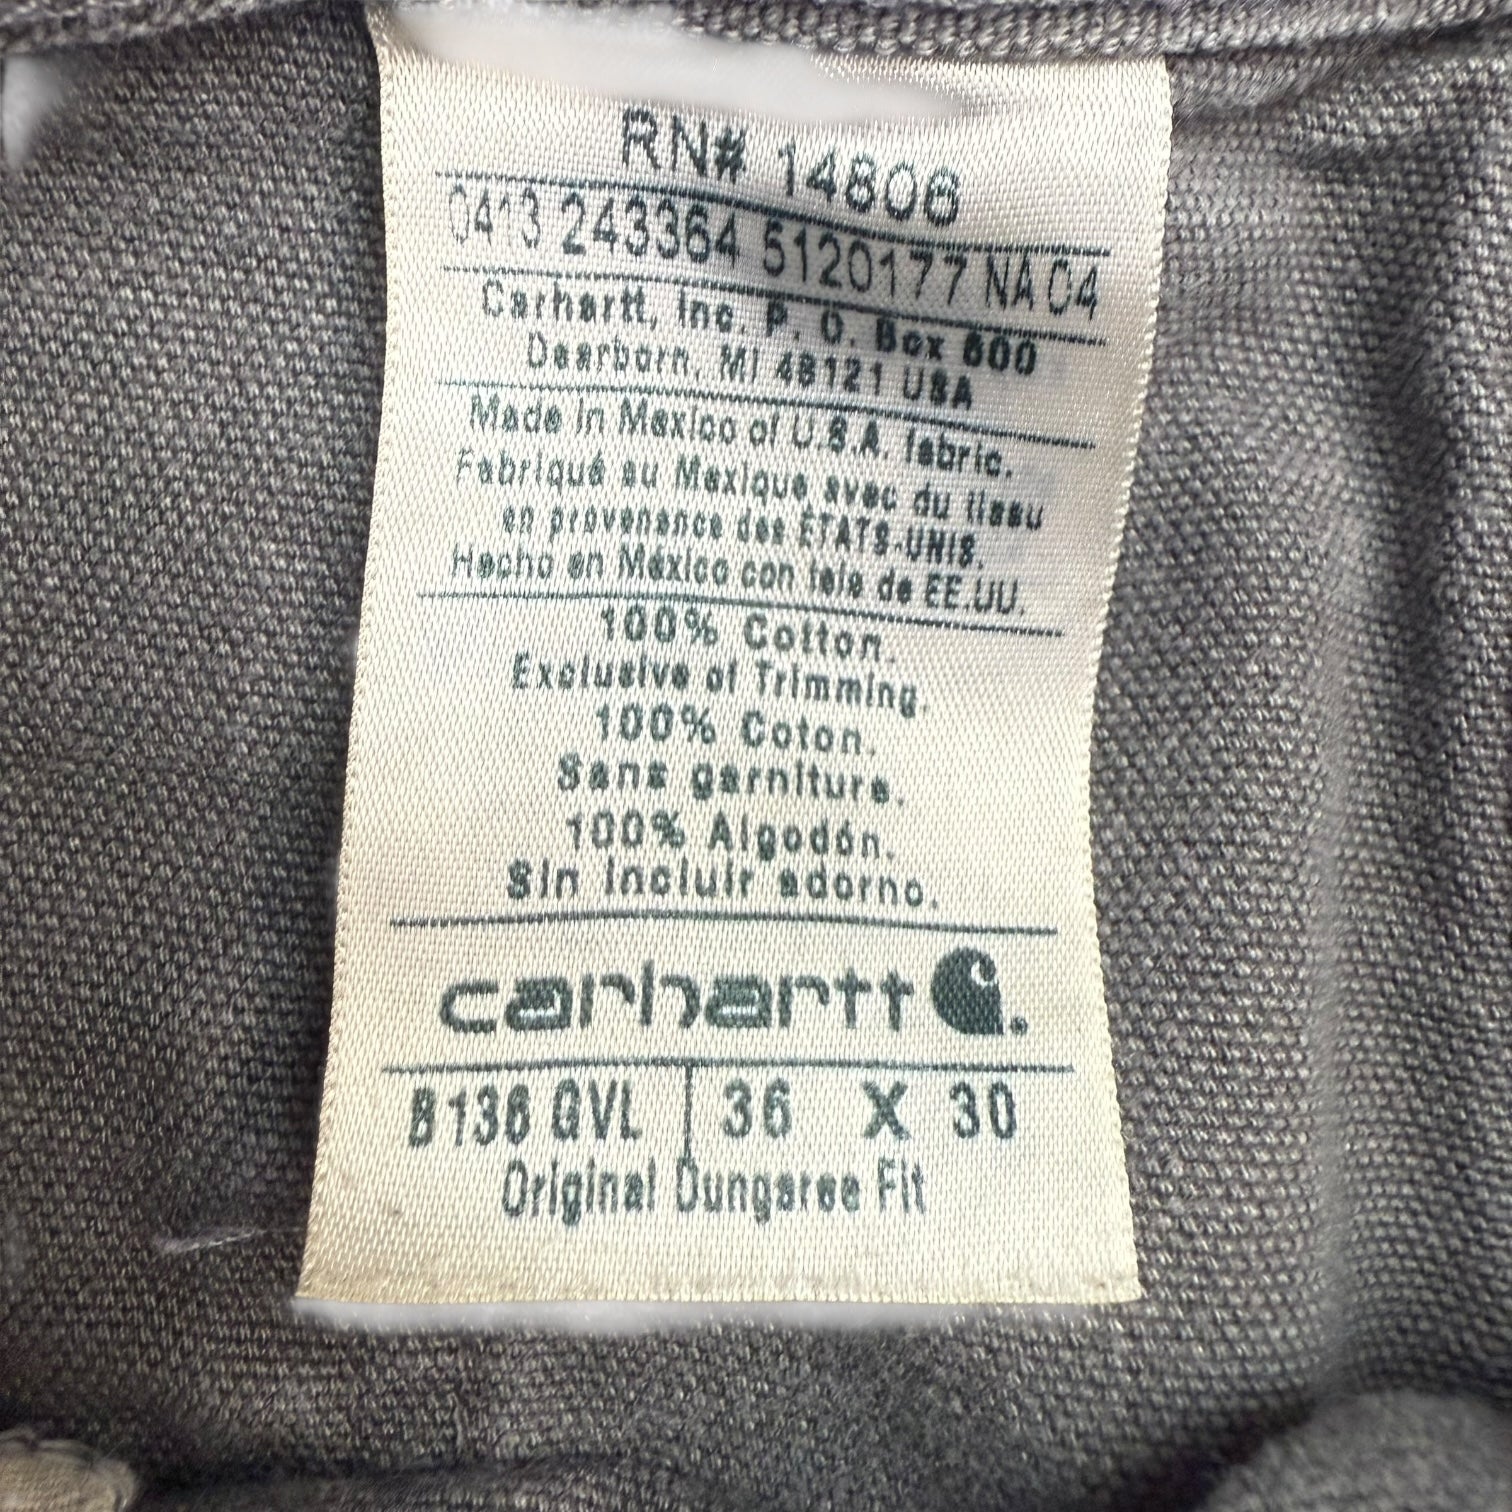 RN# 14806
0413 243364 5120177 NA 04
Carhartt, Inc. P. O. Box 600
Dearborn, MI 48121 USA
Made in Mexico of U.S.A. fabric.
Fabriqué au Mexique avec du tissu
en provenance des ÉTATS-UNIS.
Hecho en México con tela de EE.UU.
100% Cotton.
Exclusive of Trimming.
100% Coton.
Sans garniture.
100% Algodón.
Sin incluir adorno.
carhartt
B136 GVL 36 X 30
Original Dungaree Fit